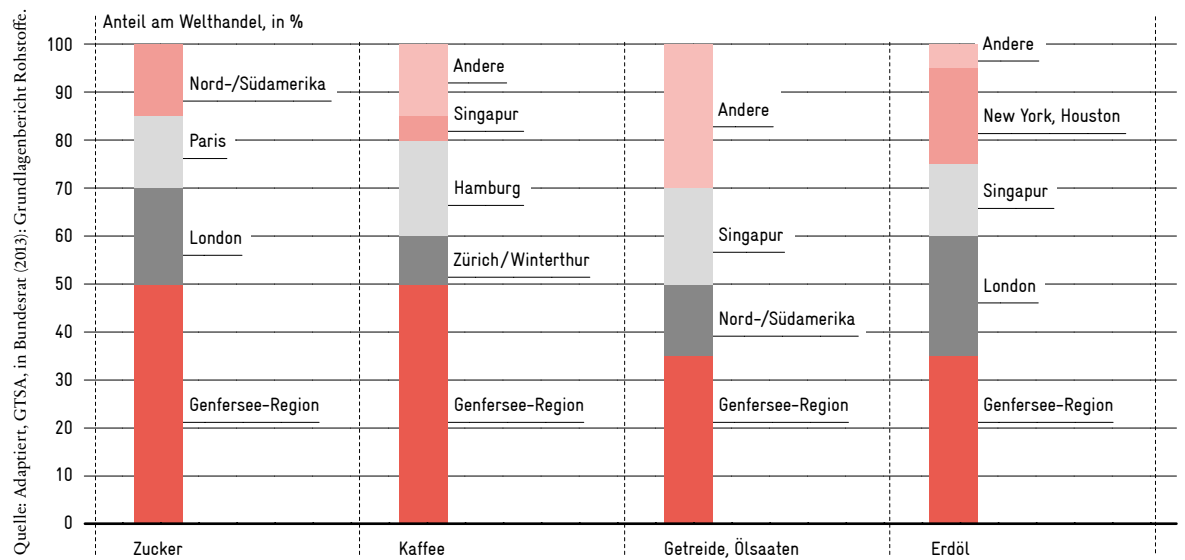 Quelle: Adaptiert, GTSA, in Bundesrat (2013): Grundlagenbericht Rohstoffe.
Anteil am Welthandel, in %
100
90
80
70
60
50
40
30
20
10
0
Nord-/Südamerika
Paris
London
Genfersee-Region
Zucker
Andere
Singapur
Hamburg
Zürich/Winterthur
Genfersee-Region
Kaffee
Andere
Singapur
Nord-/Südamerika
Genfersee-Region
Getreide, Ölsaaten
Andere
New York, Houston
Singapur
London
Genfersee-Region
Erdöl